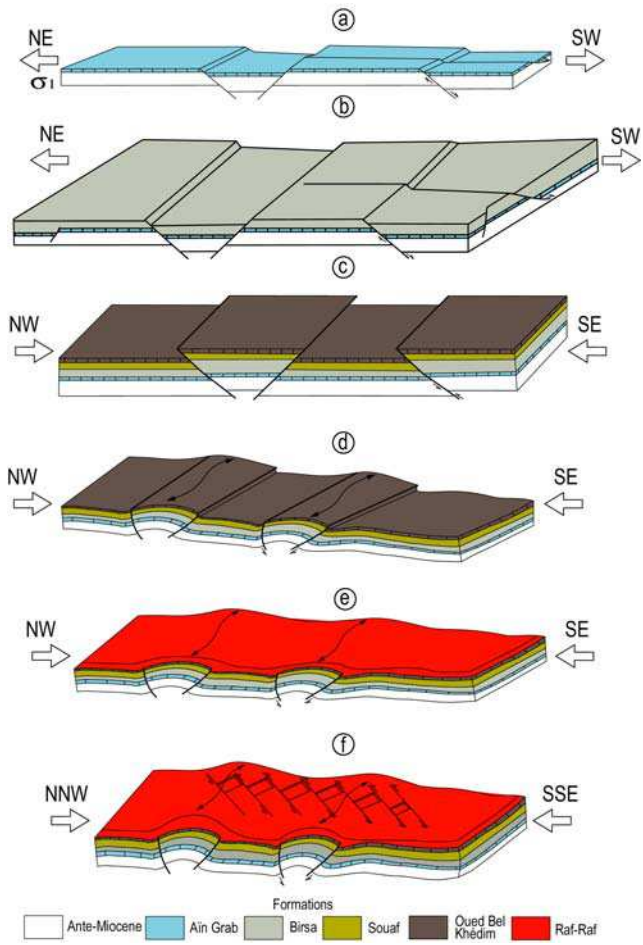 ⓐ
NE SW
σ1
ⓑ
NE SW
ⓒ
NW SE
ⓓ
NW SE
ⓔ
NW SE
ⓕ
NNW SSE
Formations
Ante-Miocene Aïn Grab Birsa Souaf Oued Bel
Khédim Raf-Raf